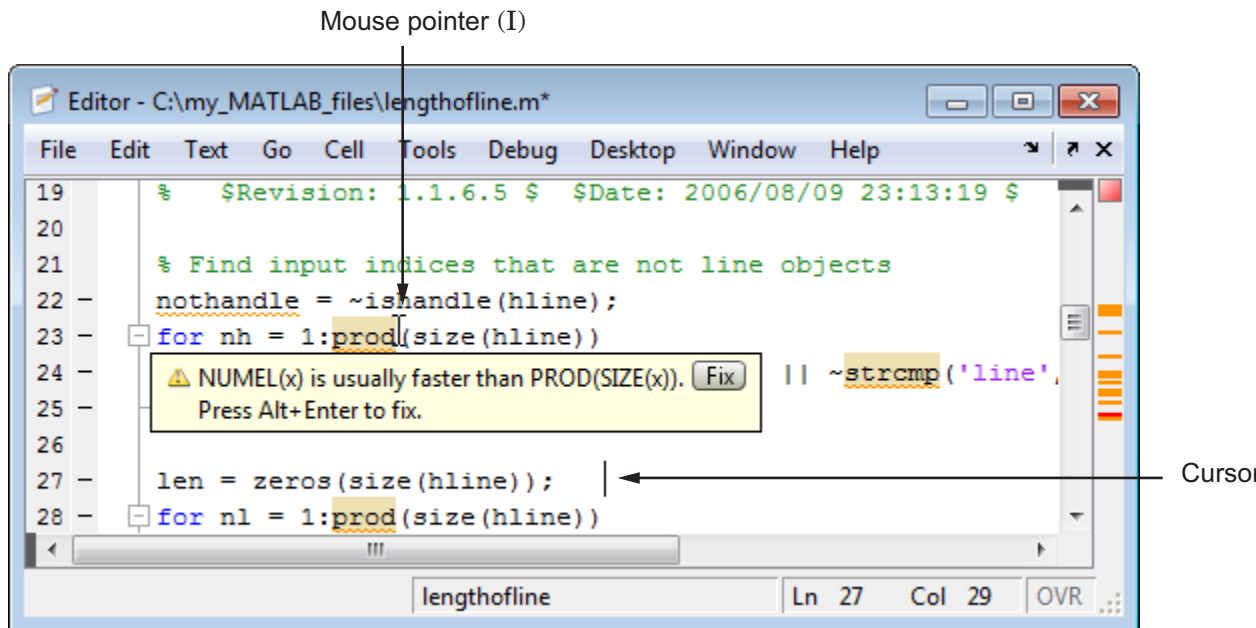 Mouse pointer (I)
Editor - C:\my_MATLAB_files\lengthofline.m*
File Edit Text Go Cell Tools Debug Desktop Window Help
19 % $Revision: 1.1.6.5 $ $Date: 2006/08/09 23:13:19 $
20
21 % Find input indices that are not line objects
22 – nothandle = ~ishandle(hline);
23 – for nh = 1:prod(size(hline))
24 – || ~strcmp('line',
NUMEL(x) is usually faster than PROD(SIZE(x)). Fix
Press Alt+Enter to fix.
25 –
26
27 – len = zeros(size(hline));
Cursor
28 – for nl = 1:prod(size(hline))
lengthofline Ln 27 Col 29 OVR